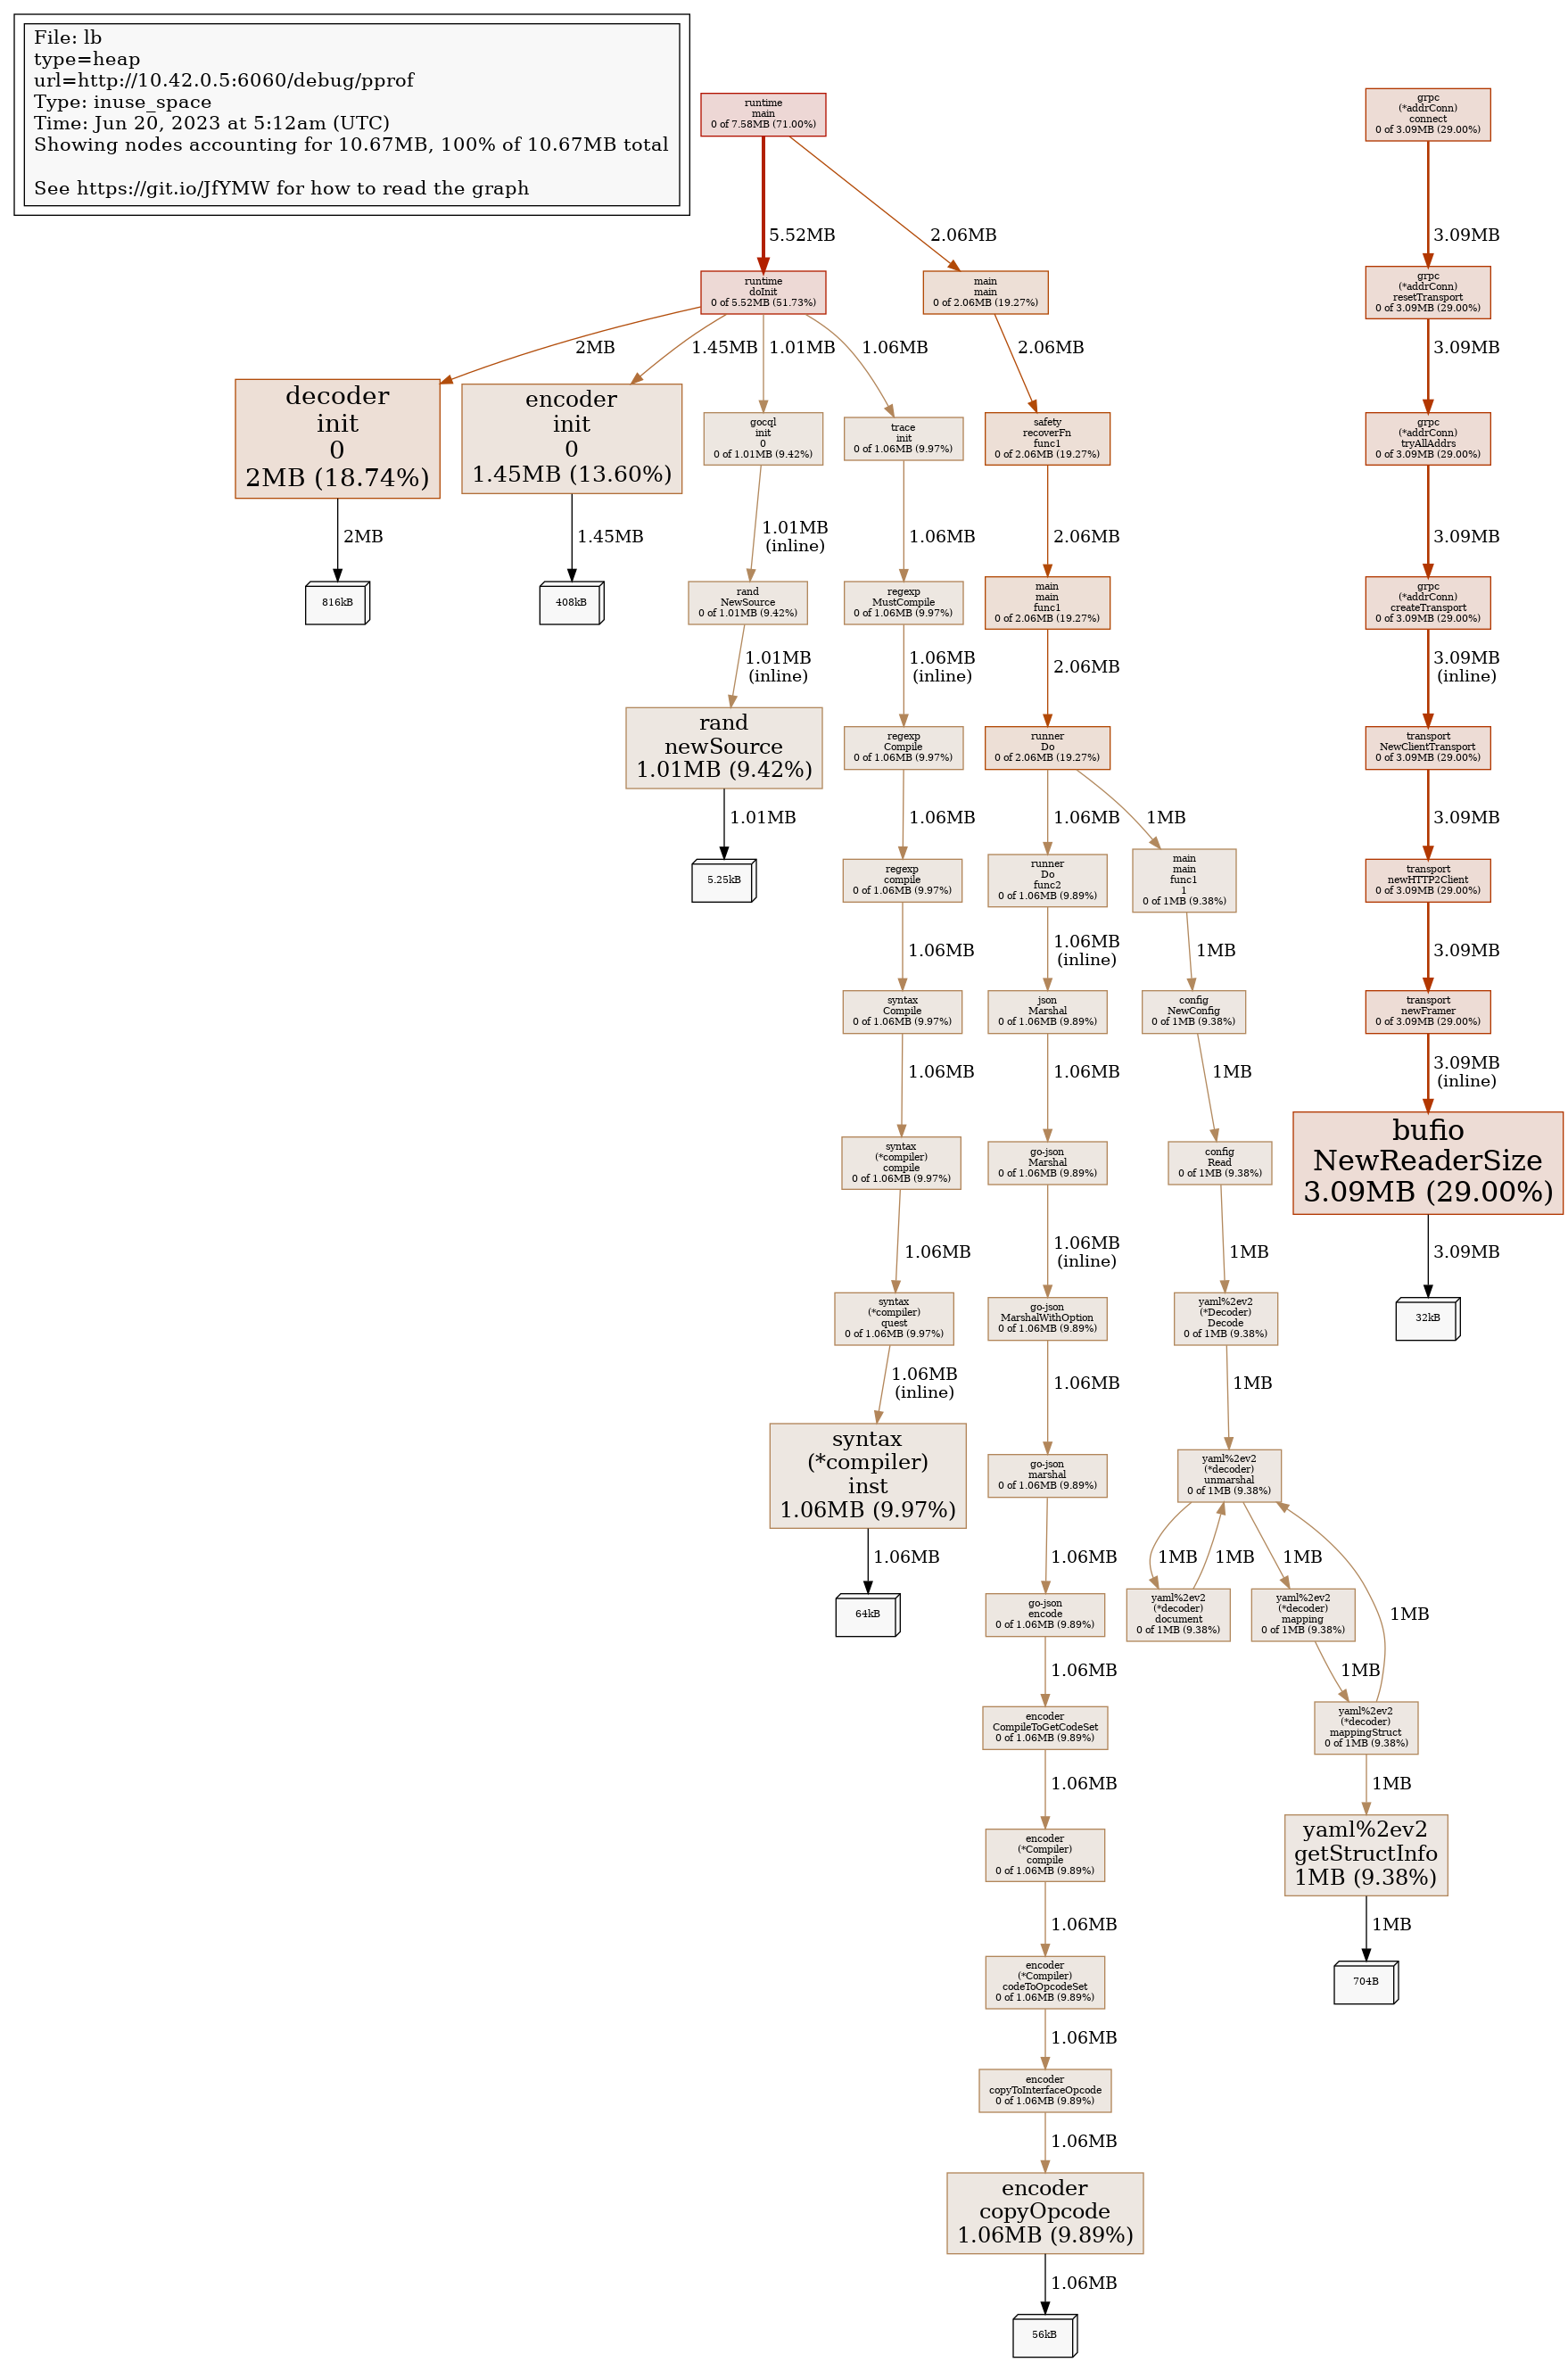 File: lb
type=heap
url=http://10.42.0.5:6060/debug/pprof
Type: inuse_space
Time: Jun 20, 2023 at 5:12am (UTC)
Showing nodes accounting for 10.67MB, 100% of 10.67MB total
See https://git.io/JfYMW for how to read the graph
runtime
main
0 of 7.58MB (71.00%)
grpc
(*addrConn)
connect
0 of 3.09MB (29.00%)
5.52MB
2.06MB
3.09MB
runtime
doInit
0 of 5.52MB (51.73%)
main
main
0 of 2.06MB (19.27%)
grpc
(*addrConn)
resetTransport
0 of 3.09MB (29.00%)
2MB
1.45MB
1.01MB
1.06MB
2.06MB
3.09MB
decoder
init
0
2MB (18.74%)
encoder
init
0
1.45MB (13.60%)
gocql
init
0
0 of 1.01MB (9.42%)
trace
init
0 of 1.06MB (9.97%)
safety
recoverFn
func1
0 of 2.06MB (19.27%)
grpc
(*addrConn)
tryAllAddrs
0 of 3.09MB (29.00%)
2MB
1.45MB
1.01MB
(inline)
1.06MB
2.06MB
3.09MB
816kB
408kB
rand
NewSource
0 of 1.01MB (9.42%)
regexp
MustCompile
0 of 1.06MB (9.97%)
main
main
func1
0 of 2.06MB (19.27%)
grpc
(*addrConn)
createTransport
0 of 3.09MB (29.00%)
1.01MB
(inline)
1.06MB
(inline)
2.06MB
3.09MB
(inline)
rand
newSource
1.01MB (9.42%)
regexp
Compile
0 of 1.06MB (9.97%)
runner
Do
0 of 2.06MB (19.27%)
transport
NewClientTransport
0 of 3.09MB (29.00%)
1.01MB
1.06MB
1.06MB
1MB
3.09MB
5.25kB
regexp
compile
0 of 1.06MB (9.97%)
runner
Do
func2
0 of 1.06MB (9.89%)
main
main
func1
1
0 of 1MB (9.38%)
transport
newHTTP2Client
0 of 3.09MB (29.00%)
1.06MB
1.06MB
(inline)
1MB
3.09MB
syntax
Compile
0 of 1.06MB (9.97%)
json
Marshal
0 of 1.06MB (9.89%)
config
NewConfig
0 of 1MB (9.38%)
transport
newFramer
0 of 3.09MB (29.00%)
1.06MB
1.06MB
1MB
3.09MB
(inline)
syntax
(*compiler)
compile
0 of 1.06MB (9.97%)
go-json
Marshal
0 of 1.06MB (9.89%)
config
Read
0 of 1MB (9.38%)
bufio
NewReaderSize
3.09MB (29.00%)
1.06MB
1.06MB
(inline)
1MB
3.09MB
syntax
(*compiler)
quest
0 of 1.06MB (9.97%)
go-json
MarshalWithOption
0 of 1.06MB (9.89%)
yaml%2ev2
(*Decoder)
Decode
0 of 1MB (9.38%)
32kB
1.06MB
(inline)
1.06MB
1MB
syntax
(*compiler)
inst
1.06MB (9.97%)
go-json
marshal
0 of 1.06MB (9.89%)
yaml%2ev2
(*decoder)
unmarshal
0 of 1MB (9.38%)
1.06MB
1.06MB
1MB
1MB
1MB
1MB
64kB
go-json
encode
0 of 1.06MB (9.89%)
yaml%2ev2
(*decoder)
document
0 of 1MB (9.38%)
yaml%2ev2
(*decoder)
mapping
0 of 1MB (9.38%)
1.06MB
1MB
encoder
CompileToGetCodeSet
0 of 1.06MB (9.89%)
yaml%2ev2
(*decoder)
mappingStruct
0 of 1MB (9.38%)
1.06MB
1MB
encoder
(*Compiler)
compile
0 of 1.06MB (9.89%)
yaml%2ev2
getStructInfo
1MB (9.38%)
1.06MB
1MB
encoder
(*Compiler)
codeToOpcodeSet
0 of 1.06MB (9.89%)
704B
1.06MB
encoder
copyToInterfaceOpcode
0 of 1.06MB (9.89%)
1.06MB
encoder
copyOpcode
1.06MB (9.89%)
1.06MB
56kB